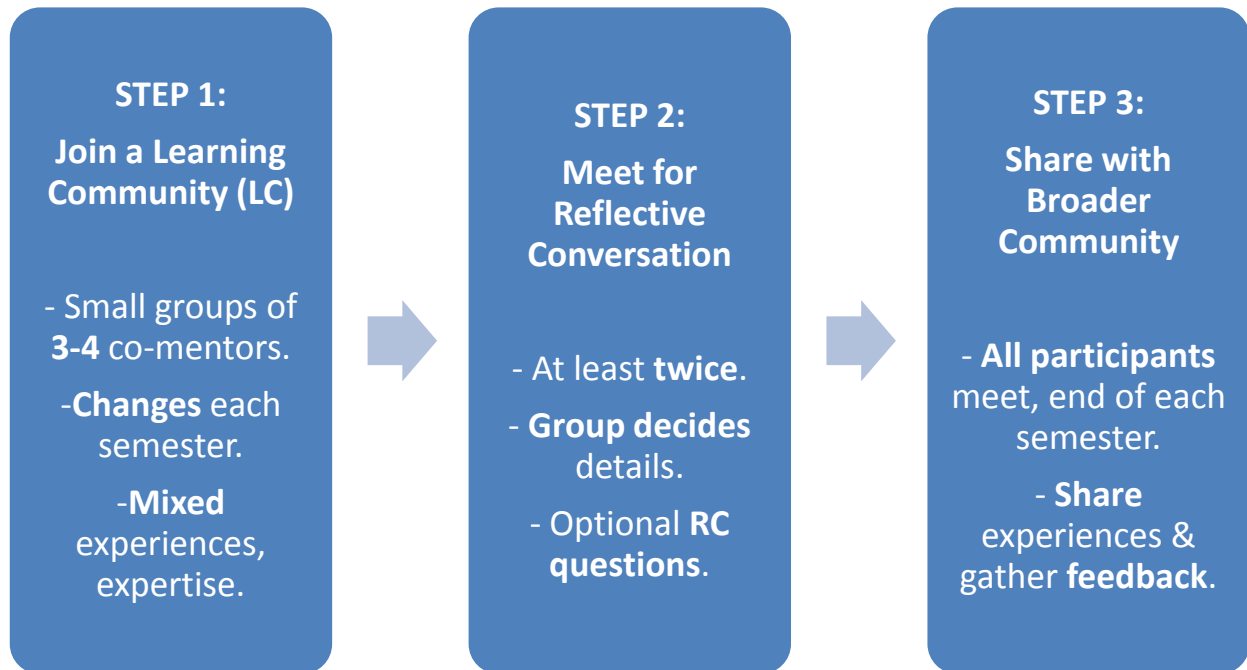 STEP 1:
Join a Learning
Community (LC)
- Small groups of
3-4 co-mentors.
-Changes each
semester.
-Mixed
experiences,
expertise.
STEP 2:
Meet for
Reflective
Conversation
- At least twice.
- Group decides
details.
- Optional RC
questions.
STEP 3:
Share with
Broader
Community
- All participants
meet, end of each
semester.
- Share
experiences &
gather feedback.